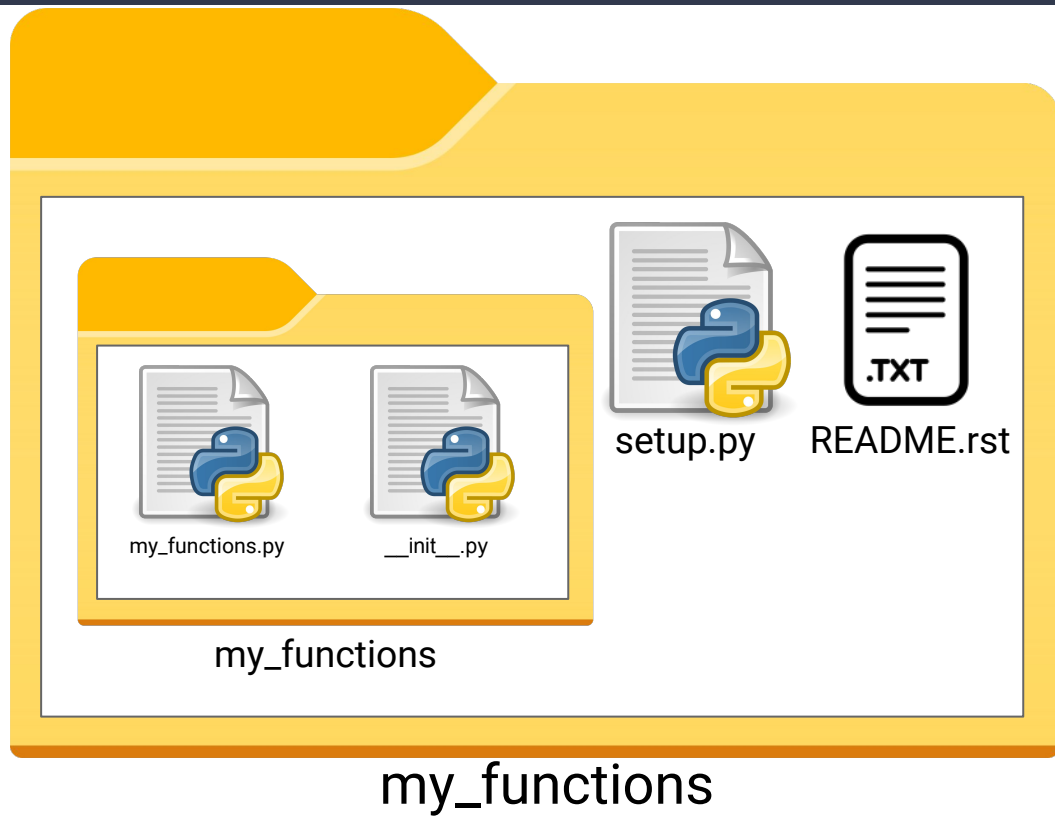 setup.py
.TXT
README.rst
my_functions.py
__init__.py
my_functions
my_functions